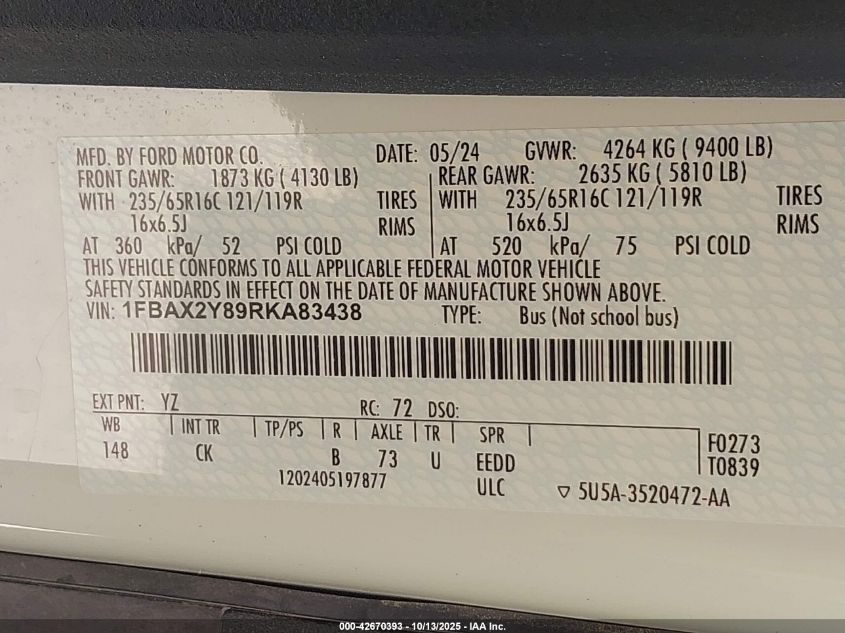 MFD. BY FORD MOTOR CO. DATE: 05/24 GVWR: 4264 KG ( 9400 LB)
FRONT GAWR: 1873 KG ( 4130 LB) REAR GAWR: 2635 KG ( 5810 LB)
WITH 235/65R16C 121/119R TIRES WITH 235/65R16C 121/119R TIRES
16x6.5J RIMS 16x6.5J RIMS
AT 360 kPa/ 52 PSI COLD AT 520 kPa/ 75 PSI COLD
THIS VEHICLE CONFORMS TO ALL APPLICABLE FEDERAL MOTOR VEHICLE
SAFETY STANDARDS IN EFFECT ON THE DATE OF MANUFACTURE SHOWN ABOVE.
VIN: 1FBAX2Y89RKA83438 TYPE: Bus (Not school bus)
EXT PNT: YZ RC: 72 DSO:
WB INT TR TP/PS R AXLE TR SPR F0273
148 CK B 73 U EEDD T0839
1202405197877 ULC ▽ 5U5A-3520472-AA
000-42670393 - 10/13/2025 - IAA Inc.